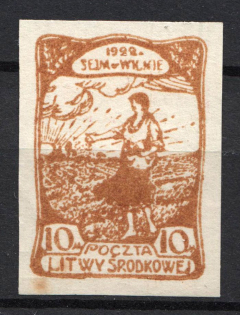 1922.
SEJM w WILNIE
10 M POCZTA 10 M
LITWY ŚRODKOWEJ